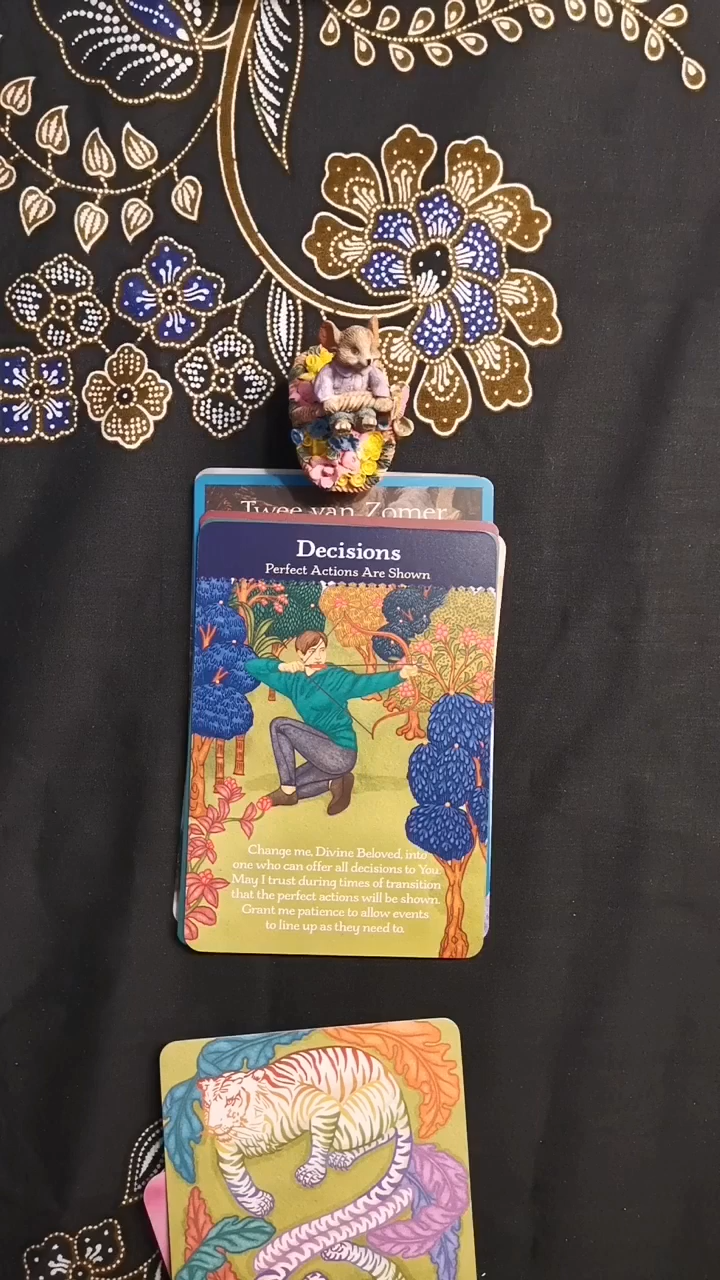 Twee van Zomer
Decisions
Perfect Actions Are Shown
Change me, Divine Beloved, into
one who can offer all decisions to You.
May I trust during times of transition
that the perfect actions will be shown.
Grant me patience to allow events
to line up as they need to.